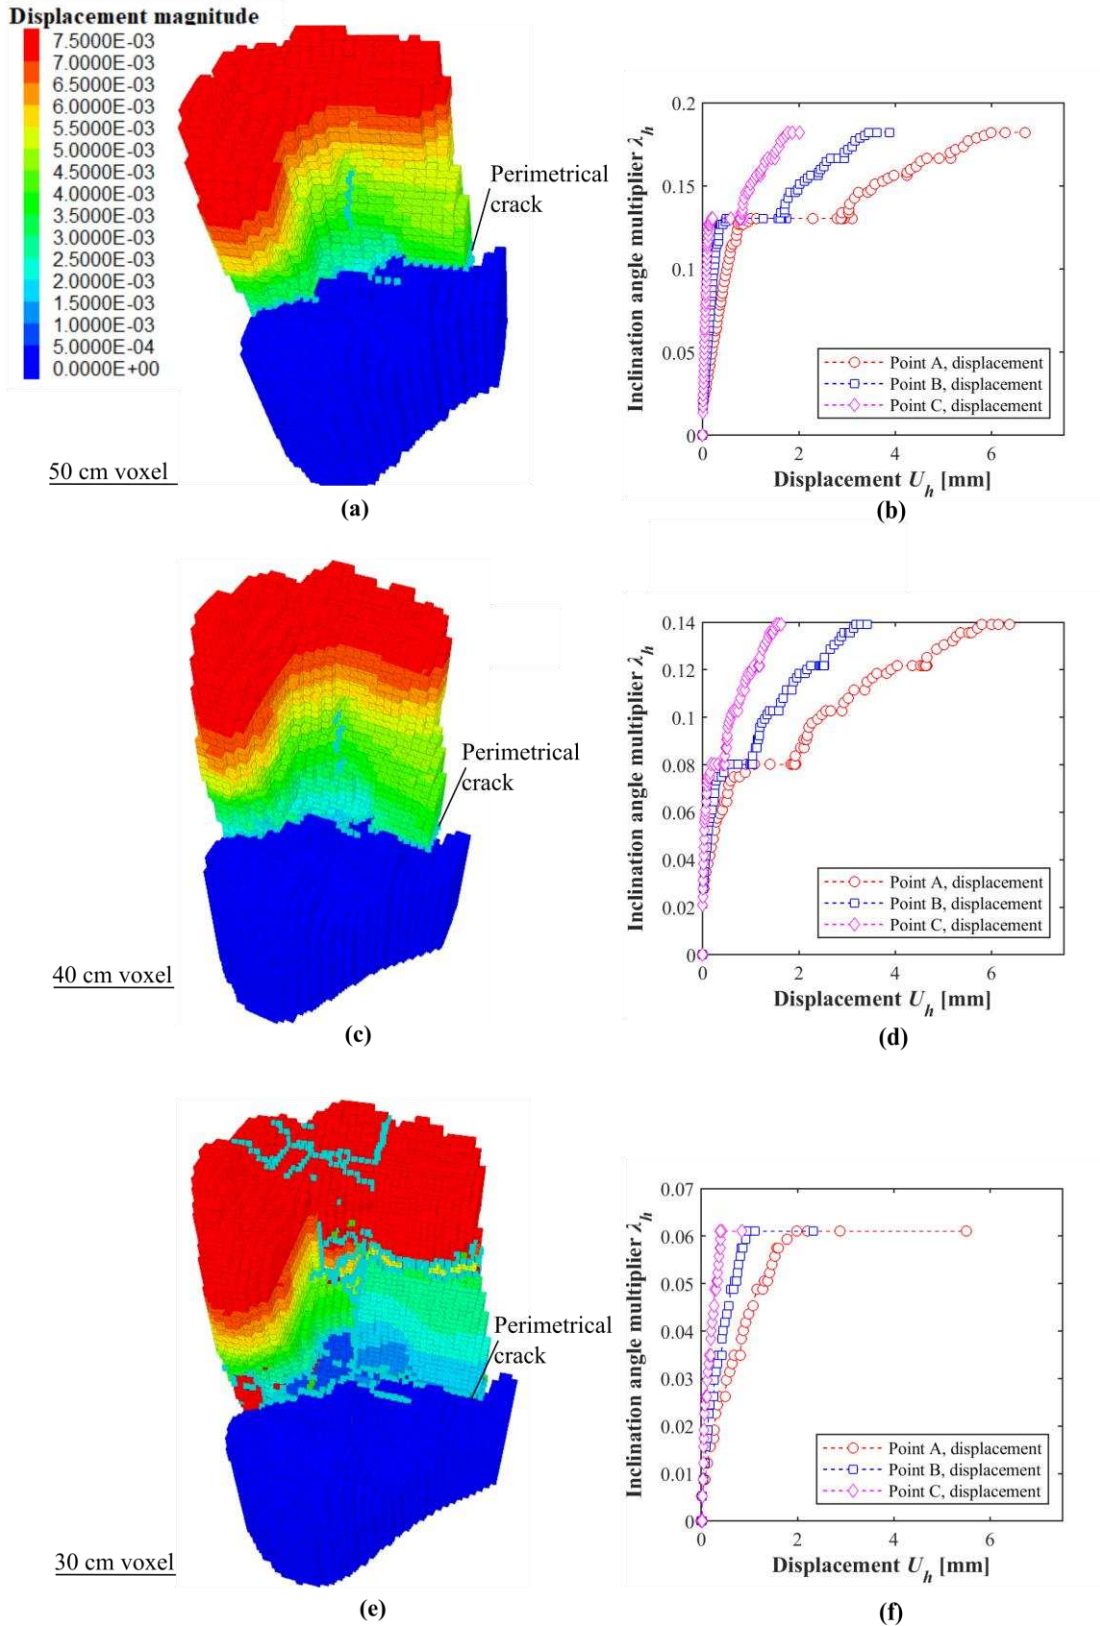 Displacement magnitude
7.5000E-03
7.0000E-03
6.5000E-03
6.0000E-03
5.5000E-03
5.0000E-03
4.5000E-03
4.0000E-03
3.5000E-03
3.0000E-03
2.5000E-03
2.0000E-03
1.5000E-03
1.0000E-03
5.0000E-04
0.0000E+00
Perimetrical
crack
50 cm voxel
(a)
Inclination angle multiplier λh
0.2
0.15
0.1
0.05
0
0 2 4 6
Point A, displacement
Point B, displacement
Point C, displacement
Displacement Uh [mm]
(b)
Perimetrical
crack
40 cm voxel
(c)
Inclination angle multiplier λh
0.14
0.12
0.1
0.08
0.06
0.04
0.02
0
0 2 4 6
Point A, displacement
Point B, displacement
Point C, displacement
Displacement Uh [mm]
(d)
Perimetrical
crack
30 cm voxel
(e)
Inclination angle multiplier λh
0.07
0.06
0.05
0.04
0.03
0.02
0.01
0
0 2 4 6
Point A, displacement
Point B, displacement
Point C, displacement
Displacement Uh [mm]
(f)